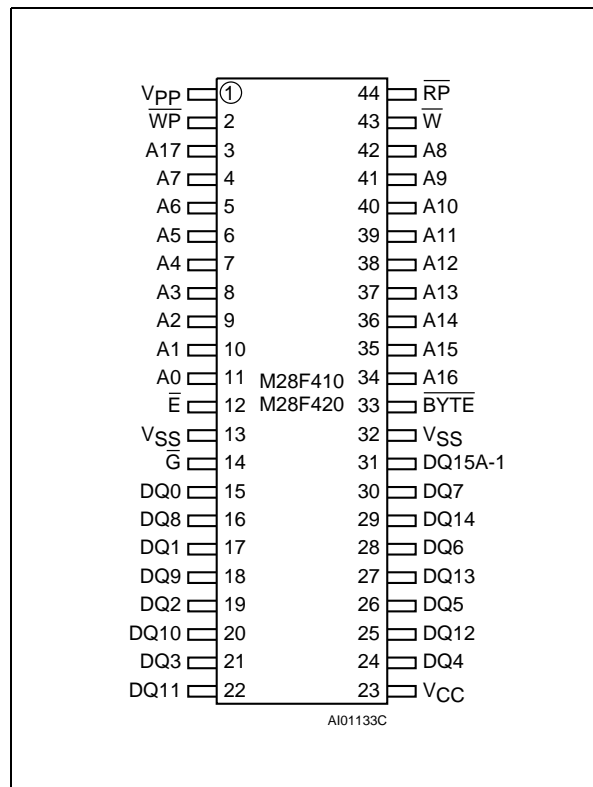 VPP 1 44 R̅P̅
W̅P̅ 2 43 W̅
A17 3 42 A8
A7 4 41 A9
A6 5 40 A10
A5 6 39 A11
A4 7 38 A12
A3 8 37 A13
A2 9 36 A14
A1 10 35 A15
A0 11 M28F410 34 A16
E̅ 12 M28F420 33 B̅Y̅T̅E̅
VSS 13 32 VSS
G̅ 14 31 DQ15A-1
DQ0 15 30 DQ7
DQ8 16 29 DQ14
DQ1 17 28 DQ6
DQ9 18 27 DQ13
DQ2 19 26 DQ5
DQ10 20 25 DQ12
DQ3 21 24 DQ4
DQ11 22 23 VCC
AI01133C